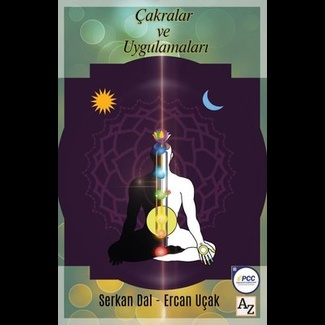 Çakralar
ve
Uygulamaları
Serkan Dal - Ercan Uçak
PCC
AZ